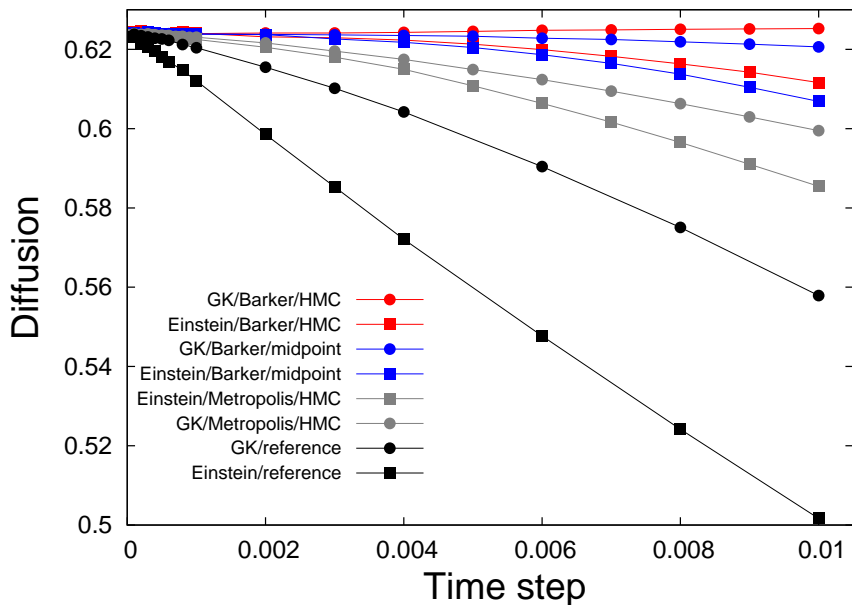 0.62
0.6
0.58
0.56
0.54
0.52
0.5
Diffusion
GK/Barker/HMC
Einstein/Barker/HMC
GK/Barker/midpoint
Einstein/Barker/midpoint
Einstein/Metropolis/HMC
GK/Metropolis/HMC
GK/reference
Einstein/reference
0 0.002 0.004 0.006 0.008 0.01
Time step